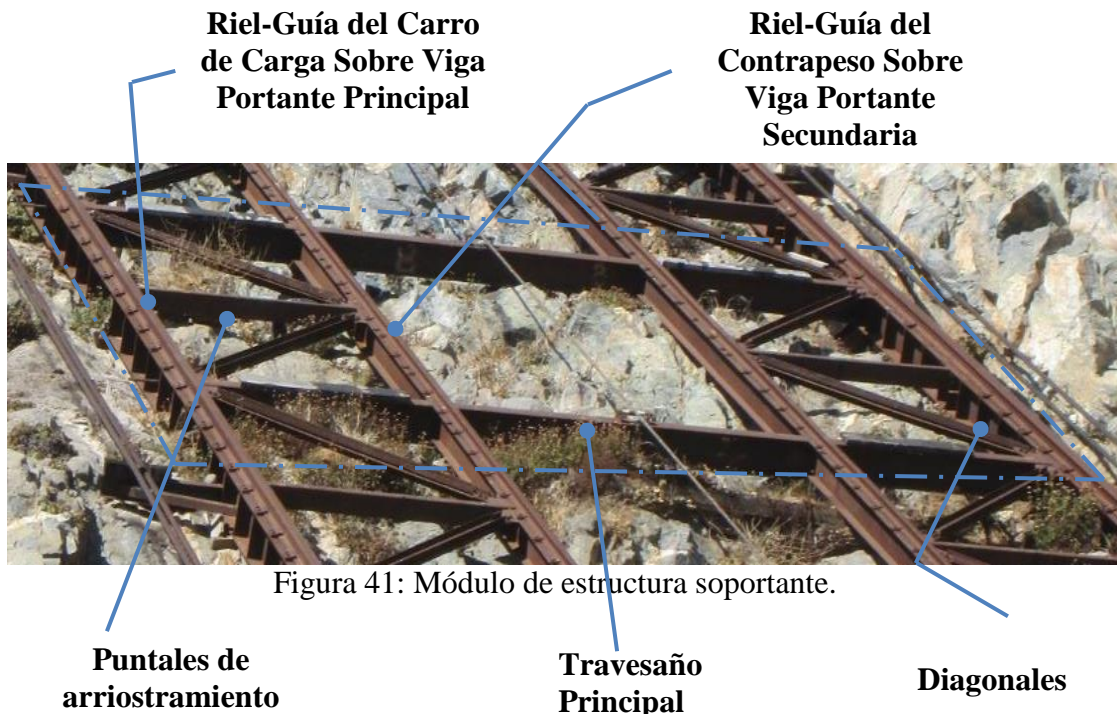 Riel-Guía del Carro
de Carga Sobre Viga
Portante Principal
Riel-Guía del
Contrapeso Sobre
Viga Portante
Secundaria
Figura 41: Módulo de estructura soportante.
Puntales de
arriostramiento
Travesaño
Principal
Diagonales